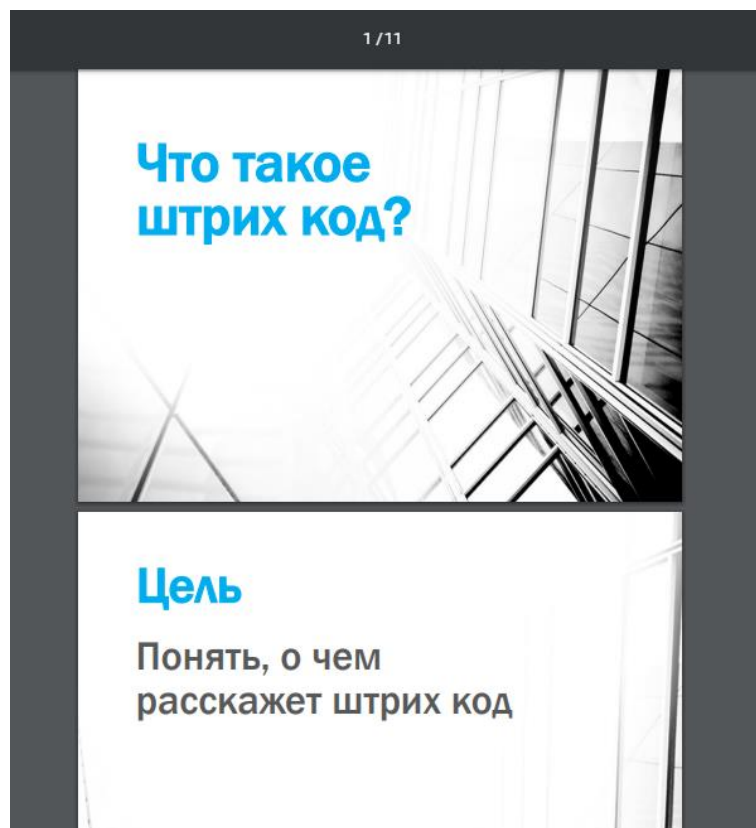 1 / 11
Что такое
штрих код?
Цель
Понять, о чем
расскажет штрих код